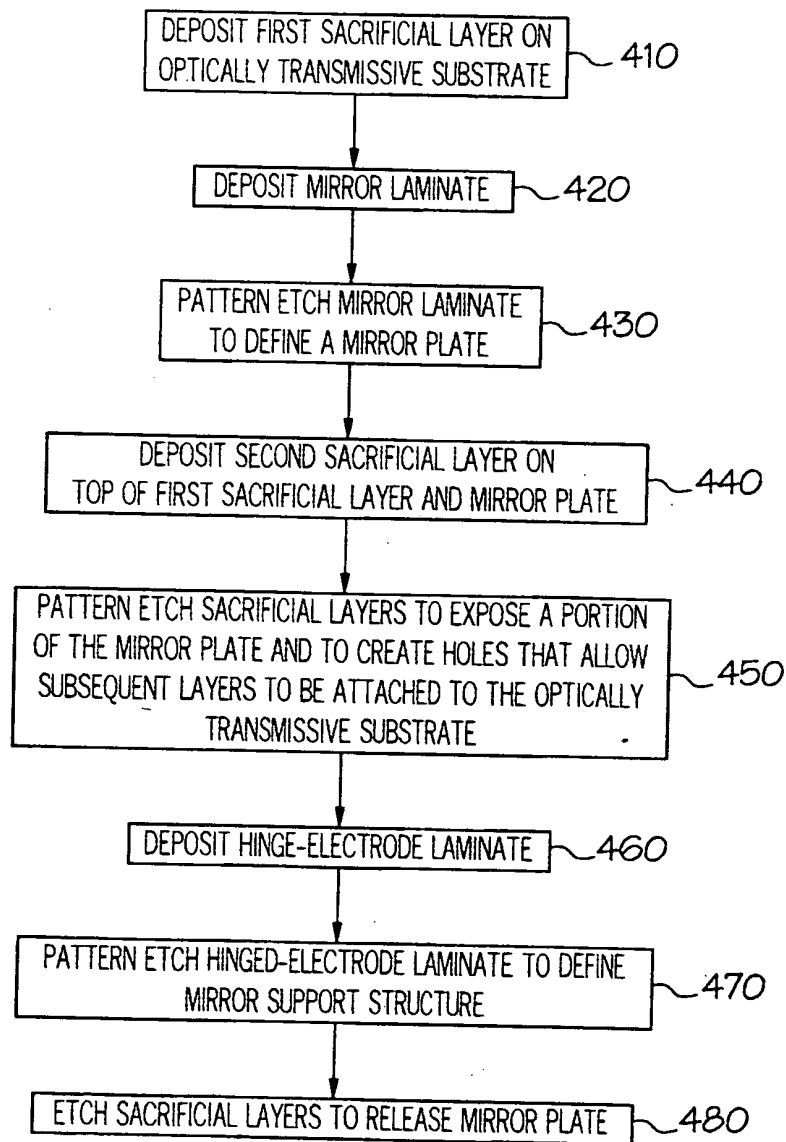 DEPOSIT FIRST SACRIFICIAL LAYER ON
OPTICALLY TRANSMISSIVE SUBSTRATE
410
DEPOSIT MIRROR LAMINATE
420
PATTERN ETCH MIRROR LAMINATE
TO DEFINE A MIRROR PLATE
430
DEPOSIT SECOND SACRIFICIAL LAYER ON
TOP OF FIRST SACRIFICIAL LAYER AND MIRROR PLATE
440
PATTERN ETCH SACRIFICIAL LAYERS TO EXPOSE A PORTION
OF THE MIRROR PLATE AND TO CREATE HOLES THAT ALLOW
SUBSEQUENT LAYERS TO BE ATTACHED TO THE OPTICALLY
TRANSMISSIVE SUBSTRATE
450
DEPOSIT HINGE-ELECTRODE LAMINATE
460
PATTERN ETCH HINGED-ELECTRODE LAMINATE TO DEFINE
MIRROR SUPPORT STRUCTURE
470
ETCH SACRIFICIAL LAYERS TO RELEASE MIRROR PLATE
480